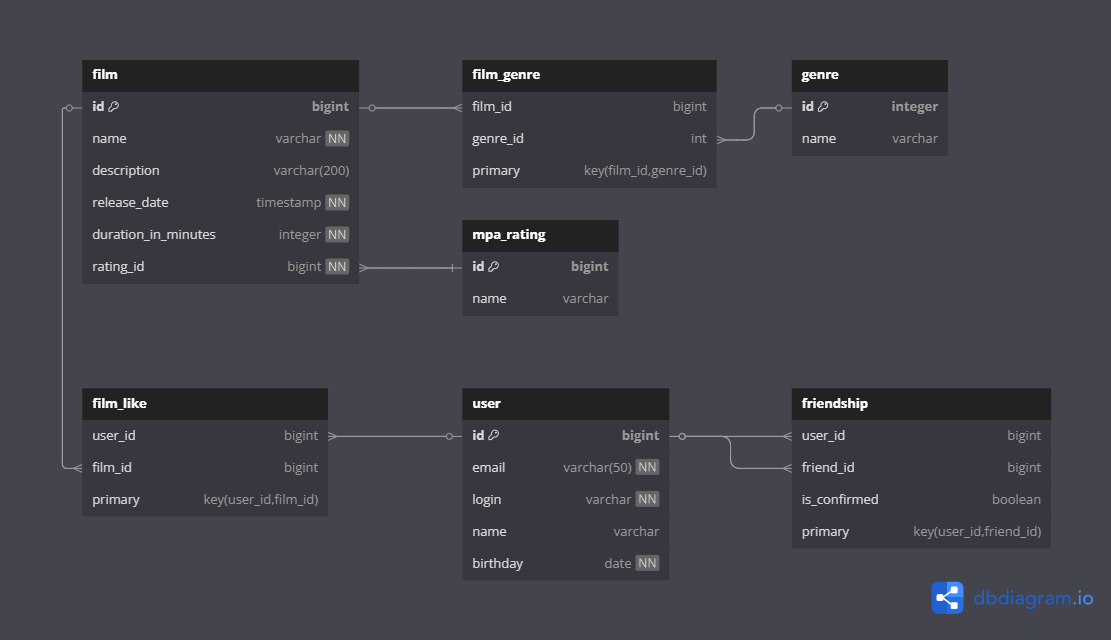 film
id bigint
name varchar NN
description varchar(200)
release_date timestamp NN
duration_in_minutes integer NN
rating_id bigint NN
film_genre
film_id bigint
genre_id int
primary key(film_id,genre_id)
genre
id integer
name varchar
mpa_rating
id bigint
name varchar
film_like
user_id bigint
film_id bigint
primary key(user_id,film_id)
user
id bigint
email varchar(50) NN
login varchar NN
name varchar
birthday date NN
friendship
user_id bigint
friend_id bigint
is_confirmed boolean
primary key(user_id,friend_id)
dbdiagram.io